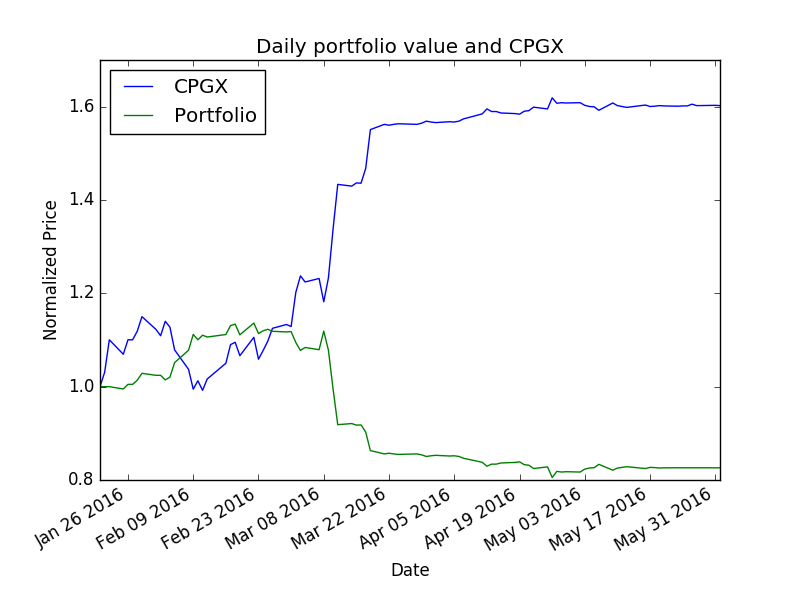 Daily portfolio value and CPGX
CPGX
Portfolio
1.6
1.4
1.2
1.0
0.8
Normalized Price
Jan 26 2016
Feb 09 2016
Feb 23 2016
Mar 08 2016
Mar 22 2016
Apr 05 2016
Apr 19 2016
May 03 2016
May 17 2016
May 31 2016
Date